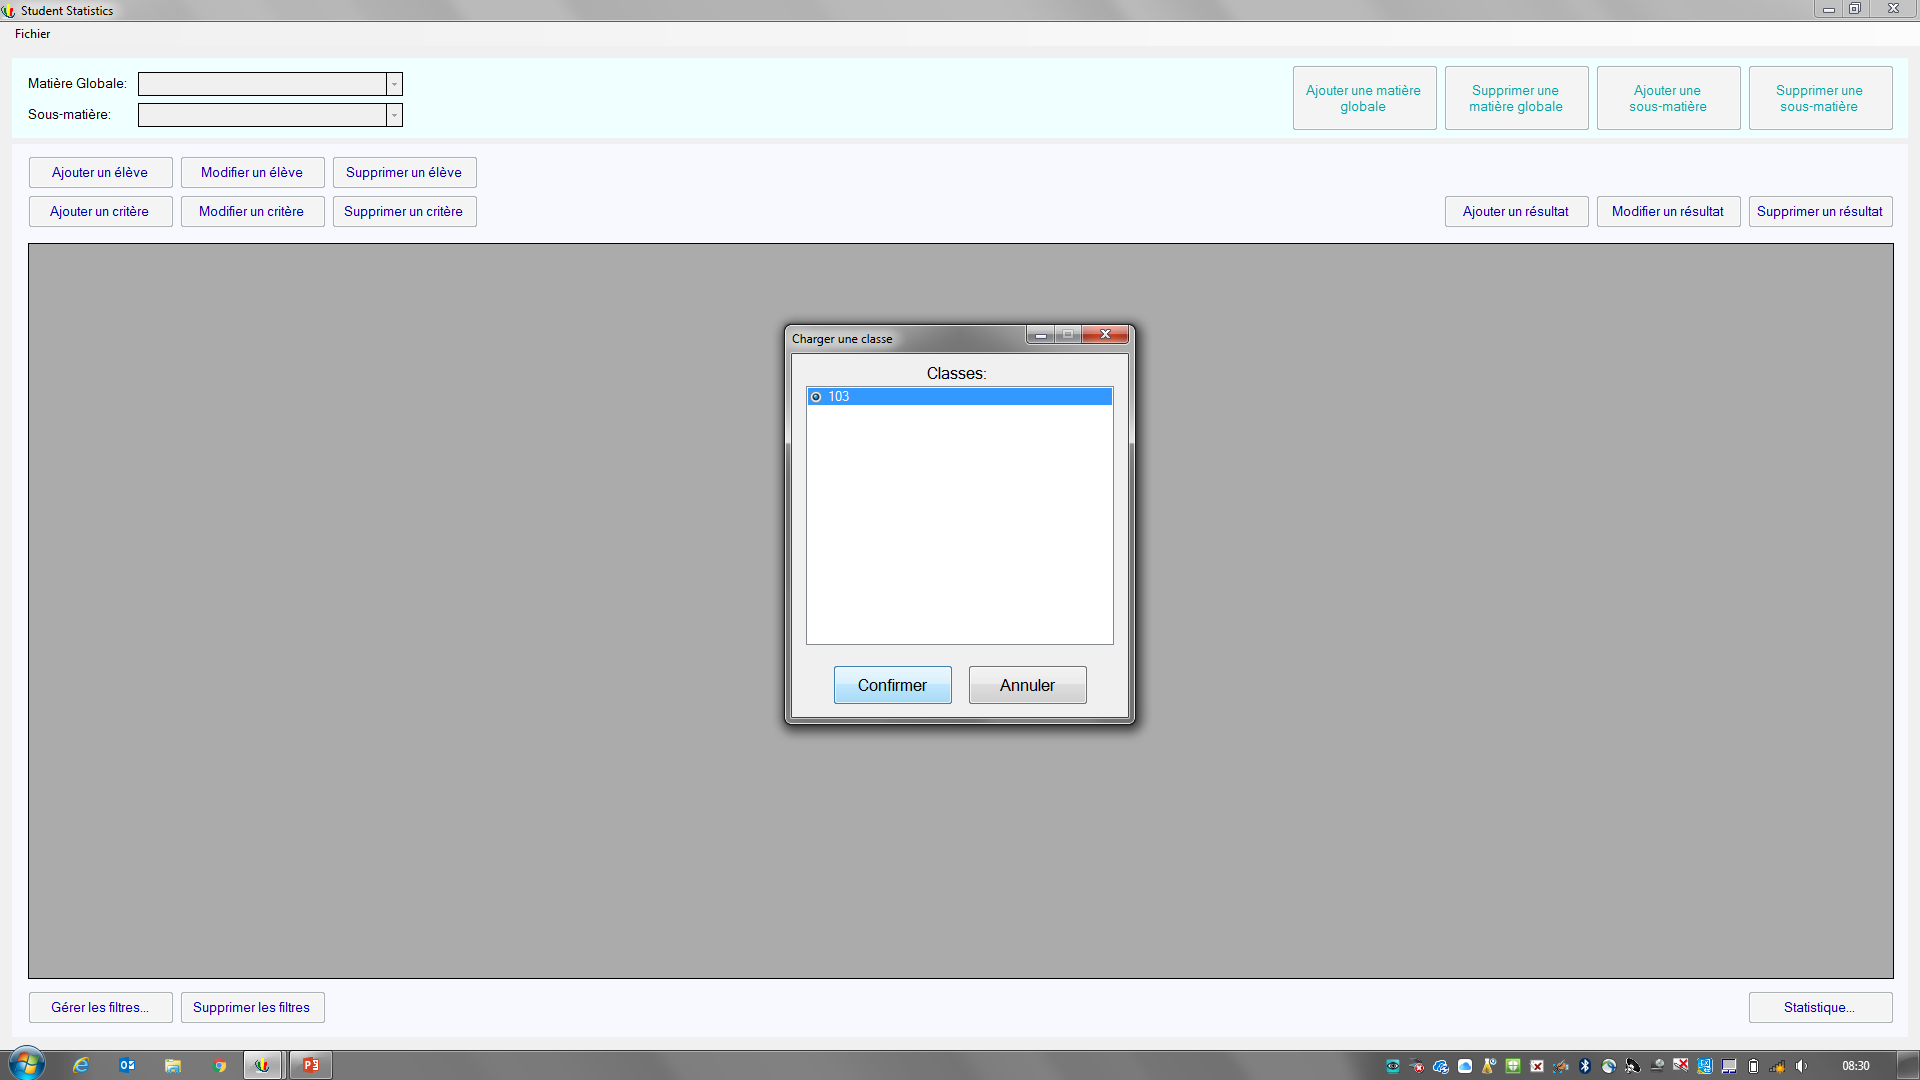 Student Statistics
Fichier
Matière Globale:
Sous-matière:
Ajouter une matière
globale
Supprimer une
matière globale
Ajouter une
sous-matière
Supprimer une
sous-matière
Ajouter un élève
Modifier un élève
Supprimer un élève
Ajouter un critère
Modifier un critère
Supprimer un critère
Ajouter un résultat
Modifier un résultat
Supprimer un résultat
Charger une classe
Classes:
103
Confirmer
Annuler
Gérer les filtres...
Supprimer les filtres
Statistique...
08:30